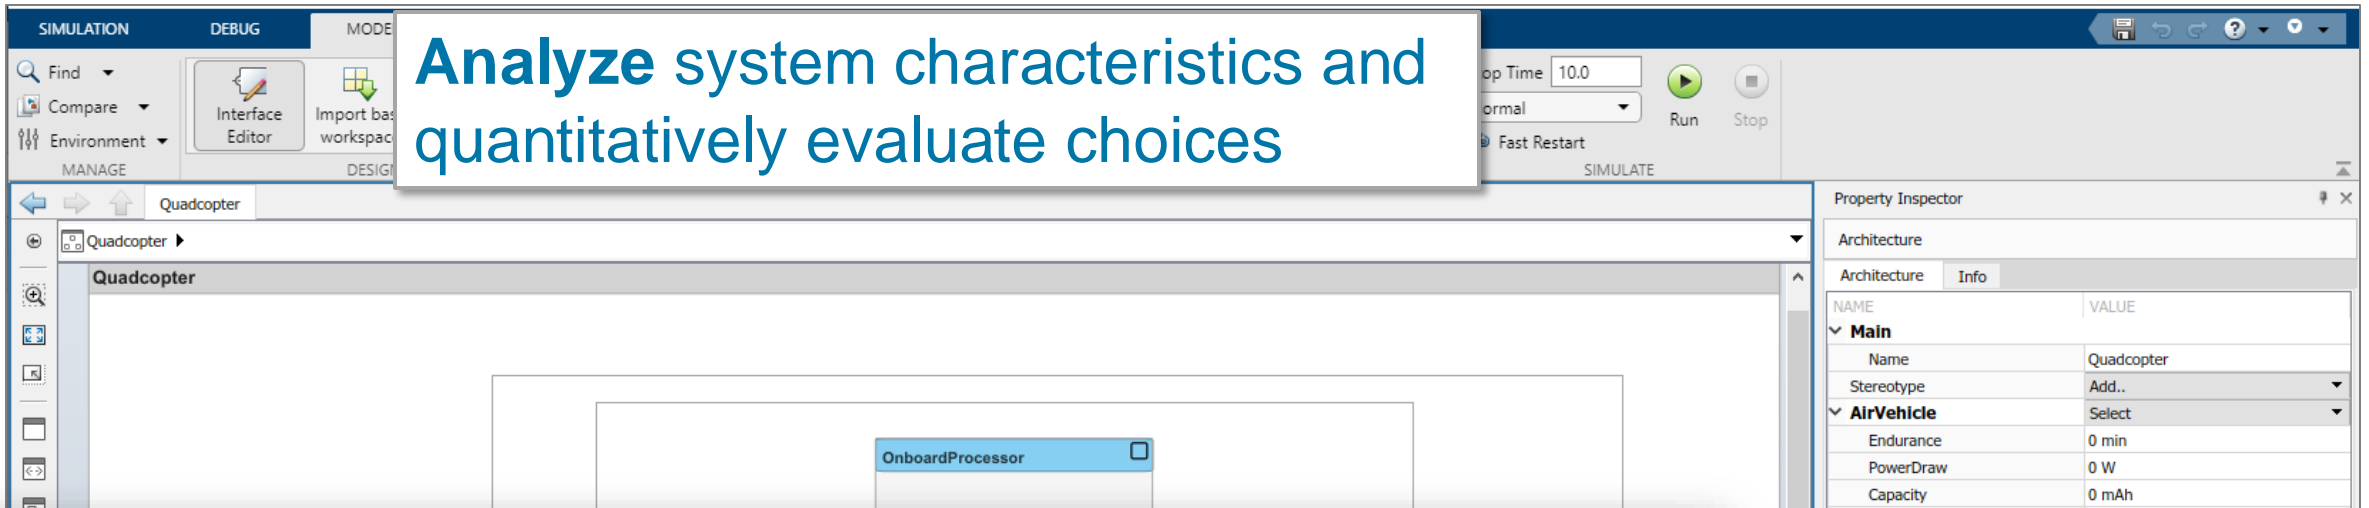 SIMULATION DEBUG MODE
Analyze system characteristics and
quantitatively evaluate choices
Find
Compare
Environment
MANAGE
Interface
Editor
Import bas
workspac
DESIG
op Time 10.0
ormal
Fast Restart
Run
Stop
SIMULATE
Quadcopter
Quadcopter
Quadcopter
OnboardProcessor
Property Inspector
Architecture
Architecture Info
NAME VALUE
Main
Name Quadcopter
Stereotype Add..
AirVehicle Select
Endurance 0 min
PowerDraw 0 W
Capacity 0 mAh